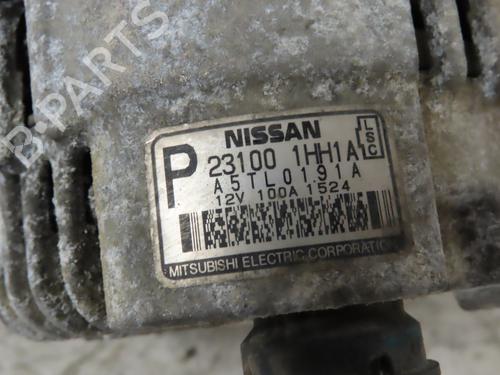 NISSAN
P
23100 1HH1A
LSC
A5TL0191A
12V 100A 1524
MITSUBISHI ELECTRIC CORPORATION
B-PARTS